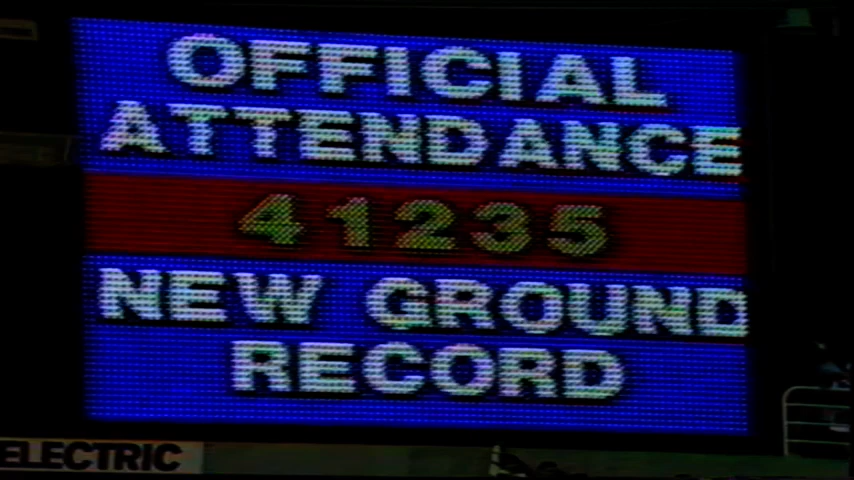 OFFICIAL
ATTENDANCE
41235
NEW GROUND
RECORD
ELECTRIC